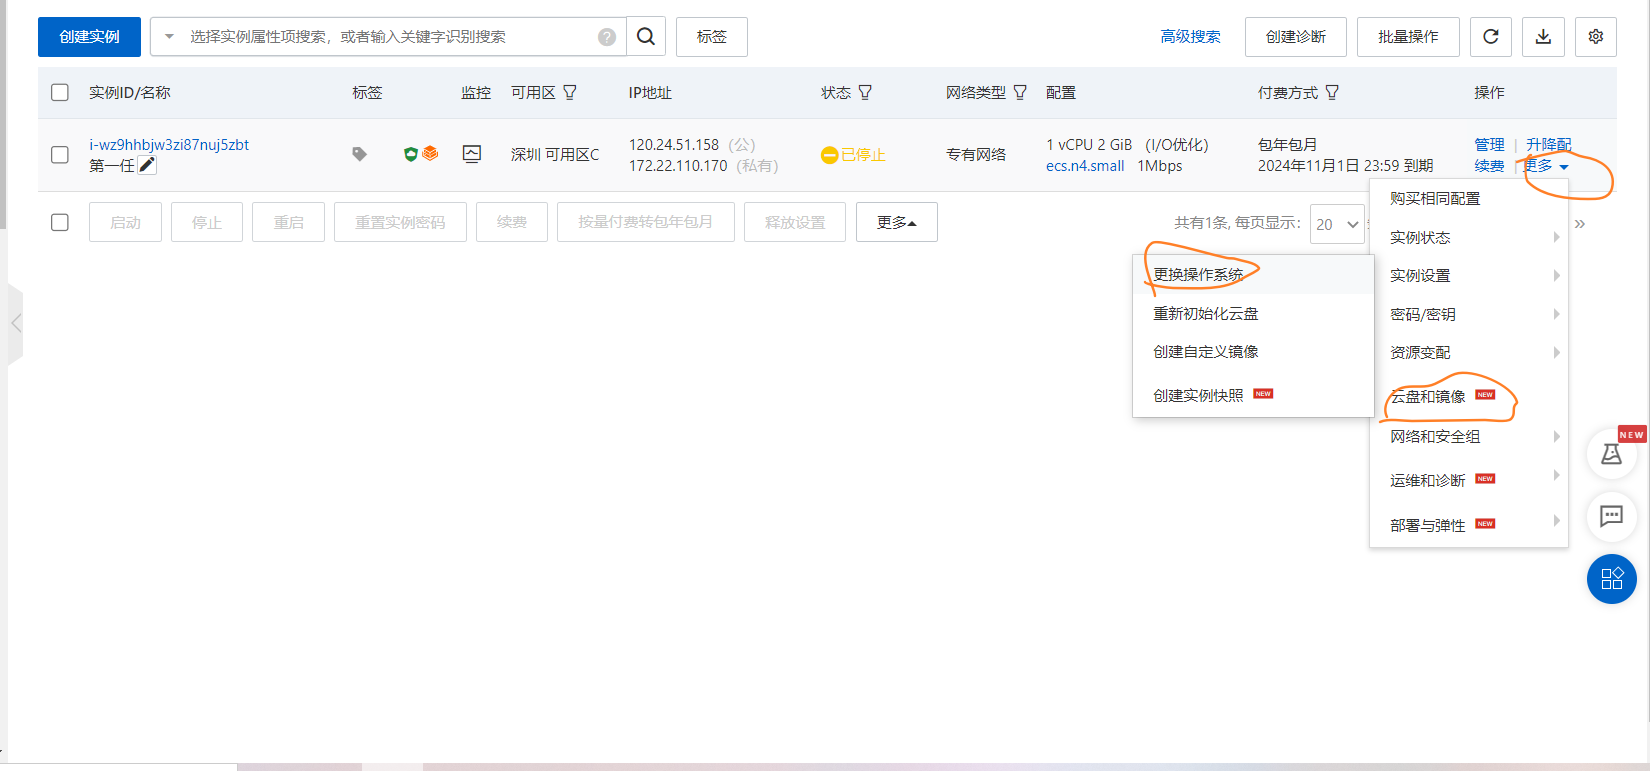 创建实例 选择实例属性项搜索，或者输入关键字识别搜索 ? 标签 高级搜索 创建诊断 批量操作
实例ID/名称 标签 监控 可用区 IP地址 状态 网络类型 配置 付费方式 操作
i-wz9hhbjw3zi87nuj5zbt 120.24.51.158（公） 1 vCPU 2 GiB （I/O优化） 包年包月 管理 | 升降配
深圳 可用区C 已停止 专有网络
第一任 172.22.110.170（私有） ecs.n4.small 1Mbps 2024年11月1日 23:59 到期 续费 | 更多
启动 停止 重启 重置实例密码 续费 按量付费转包年包月 释放设置 更多 共有1条, 每页显示: 20 »
购买相同配置
实例状态
实例设置
密码/密钥
资源变配
云盘和镜像 NEW
网络和安全组
运维和诊断 NEW
部署与弹性 NEW
更换操作系统
重新初始化云盘
创建自定义镜像
创建实例快照 NEW
NEW